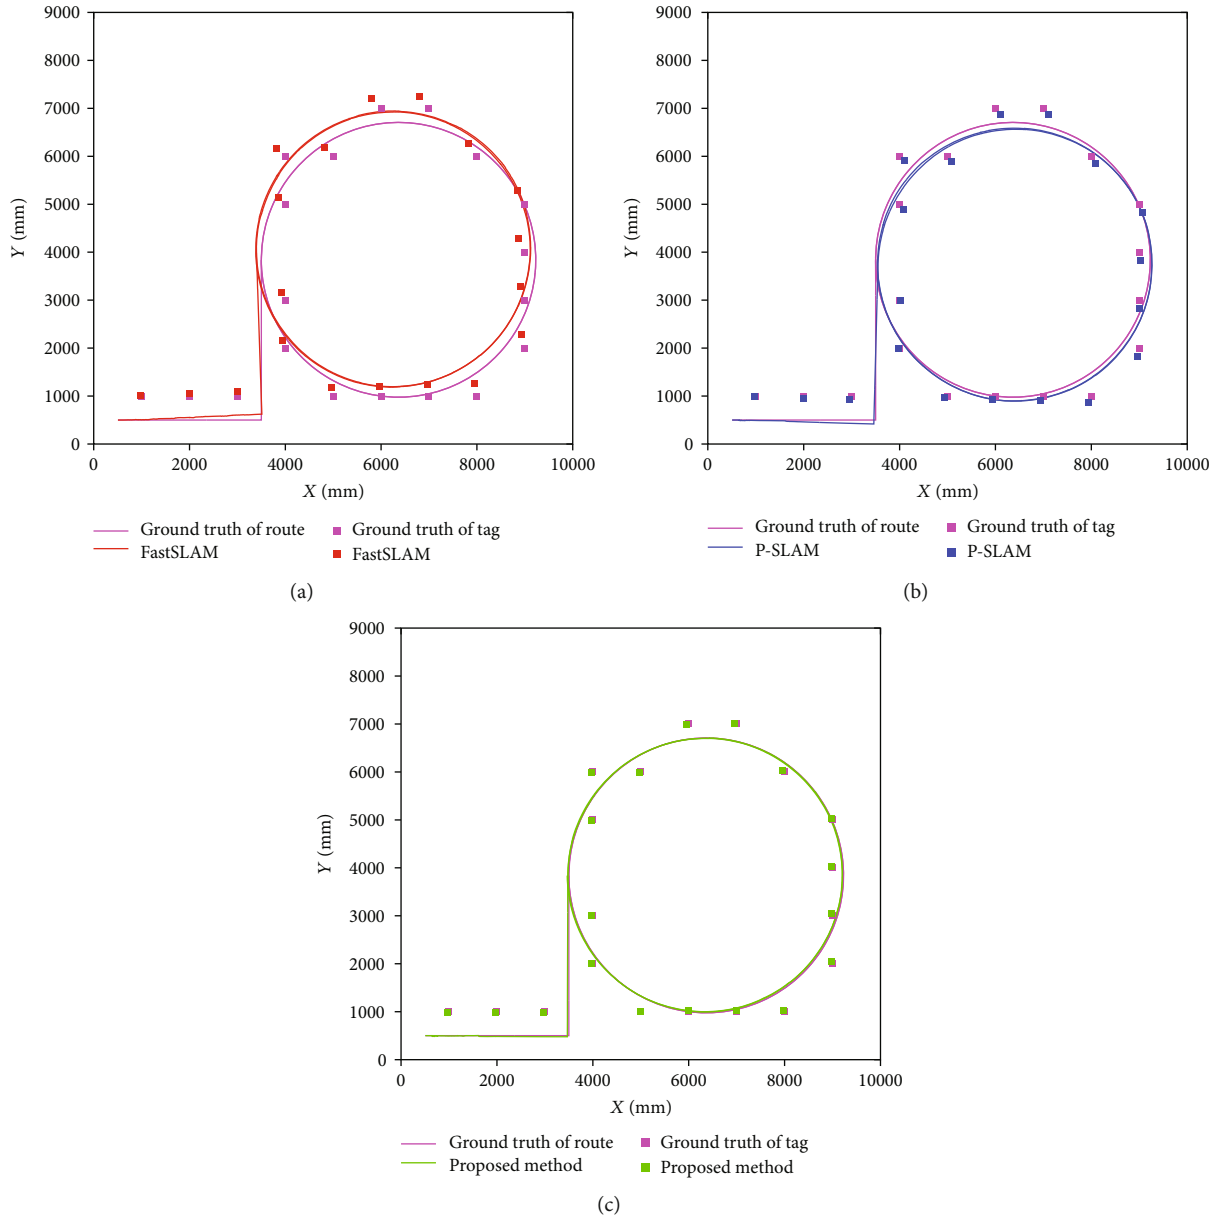 9000
8000
7000
6000
5000
4000
3000
2000
1000
0
Y (mm)
0 2000 4000 6000 8000 10000
X (mm)
Ground truth of route
FastSLAM
Ground truth of tag
FastSLAM
(a)
9000
8000
7000
6000
5000
4000
3000
2000
1000
0
Y (mm)
0 2000 4000 6000 8000 10000
X (mm)
Ground truth of route
P-SLAM
Ground truth of tag
P-SLAM
(b)
9000
8000
7000
6000
5000
4000
3000
2000
1000
0
Y (mm)
0 2000 4000 6000 8000 10000
X (mm)
Ground truth of route
Proposed method
Ground truth of tag
Proposed method
(c)